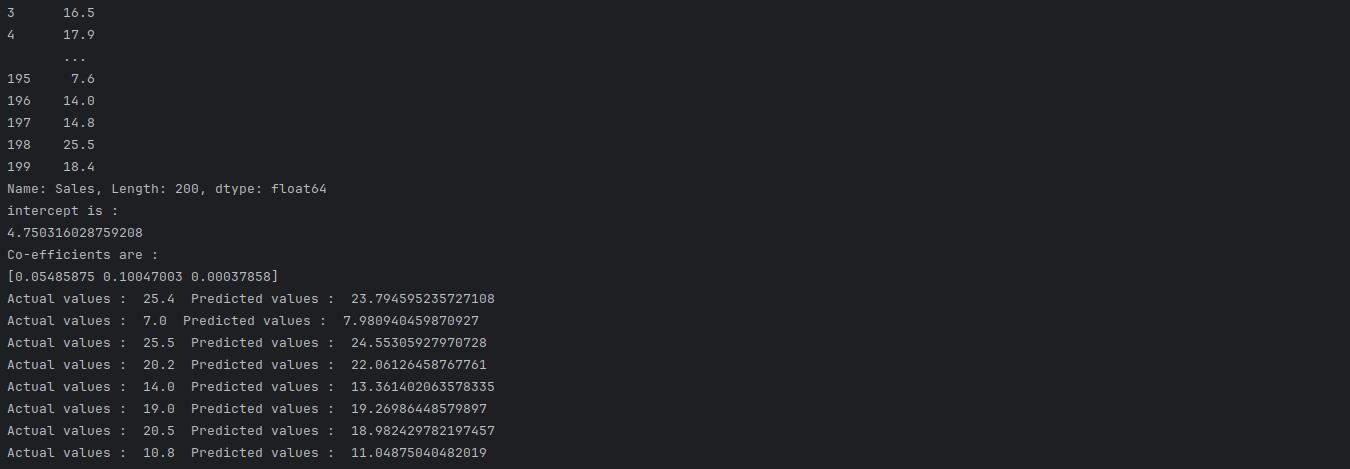 3      16.5
4      17.9
       ...
195     7.6
196    14.0
197    14.8
198    25.5
199    18.4
Name: Sales, Length: 200, dtype: float64
intercept is :
4.750316028759208
Co-efficients are :
[0.05485875 0.10047003 0.00037858]
Actual values :  25.4  Predicted values :  23.794595235727108
Actual values :  7.0  Predicted values :  7.980940459870927
Actual values :  25.5  Predicted values :  24.55305927970728
Actual values :  20.2  Predicted values :  22.06126458767761
Actual values :  14.0  Predicted values :  13.361402063578335
Actual values :  19.0  Predicted values :  19.26986448579897
Actual values :  20.5  Predicted values :  18.982429782197457
Actual values :  10.8  Predicted values :  11.04875040482019